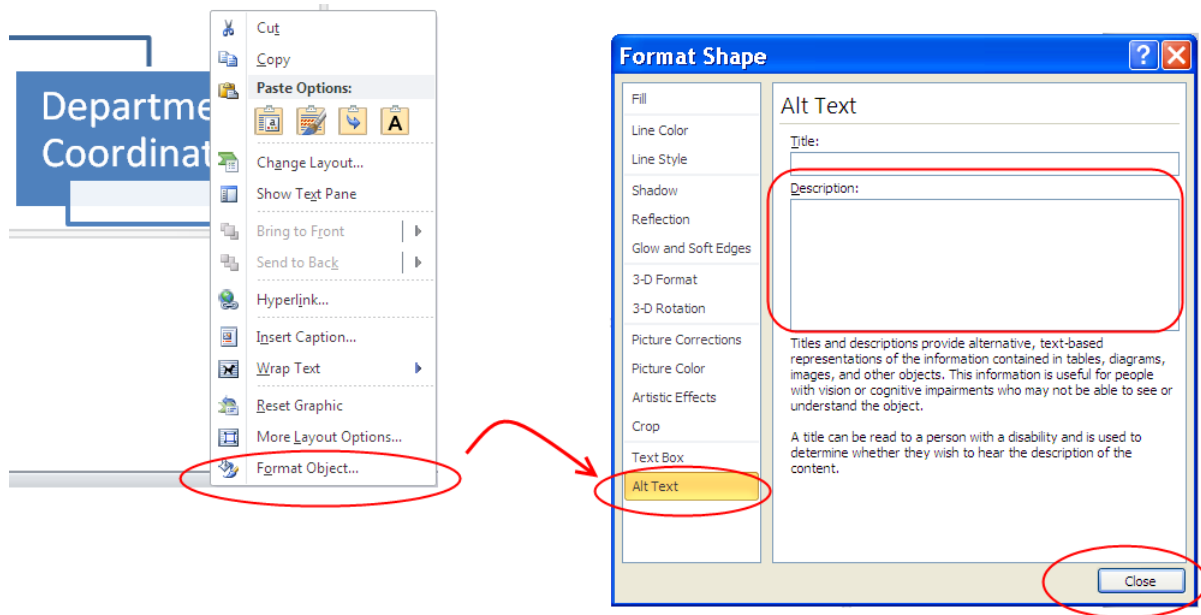 Departme
Coordinat
Cut
Copy
Paste Options:
A
Change Layout...
Show Text Pane
Bring to Front
Send to Back
Hyperlink...
Insert Caption...
Wrap Text
Reset Graphic
More Layout Options...
Format Object...
Format Shape
?
Fill
Line Color
Line Style
Shadow
Reflection
Glow and Soft Edges
3-D Format
3-D Rotation
Picture Corrections
Picture Color
Artistic Effects
Crop
Text Box
Alt Text
Alt Text
Title:
Description:
Titles and descriptions provide alternative, text-based
representations of the information contained in tables, diagrams,
images, and other objects. This information is useful for people
with vision or cognitive impairments who may not be able to see or
understand the object.
A title can be read to a person with a disability and is used to
determine whether they wish to hear the description of the
content.
Close